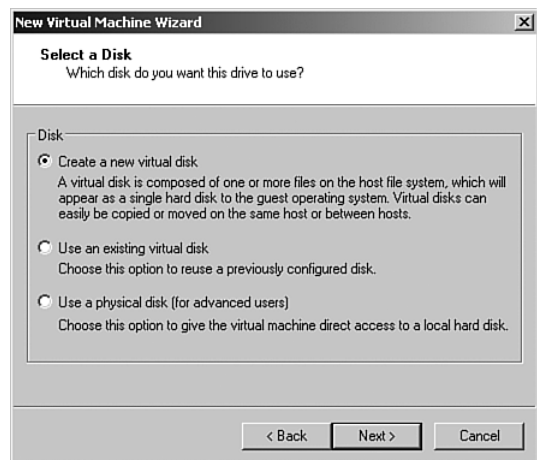 New Virtual Machine Wizard
Select a Disk
Which disk do you want this drive to use?
Disk
Create a new virtual disk
A virtual disk is composed of one or more files on the host file system, which will
appear as a single hard disk to the guest operating system. Virtual disks can
easily be copied or moved on the same host or between hosts.
Use an existing virtual disk
Choose this option to reuse a previously configured disk.
Use a physical disk (for advanced users)
Choose this option to give the virtual machine direct access to a local hard disk.
< Back Next > Cancel